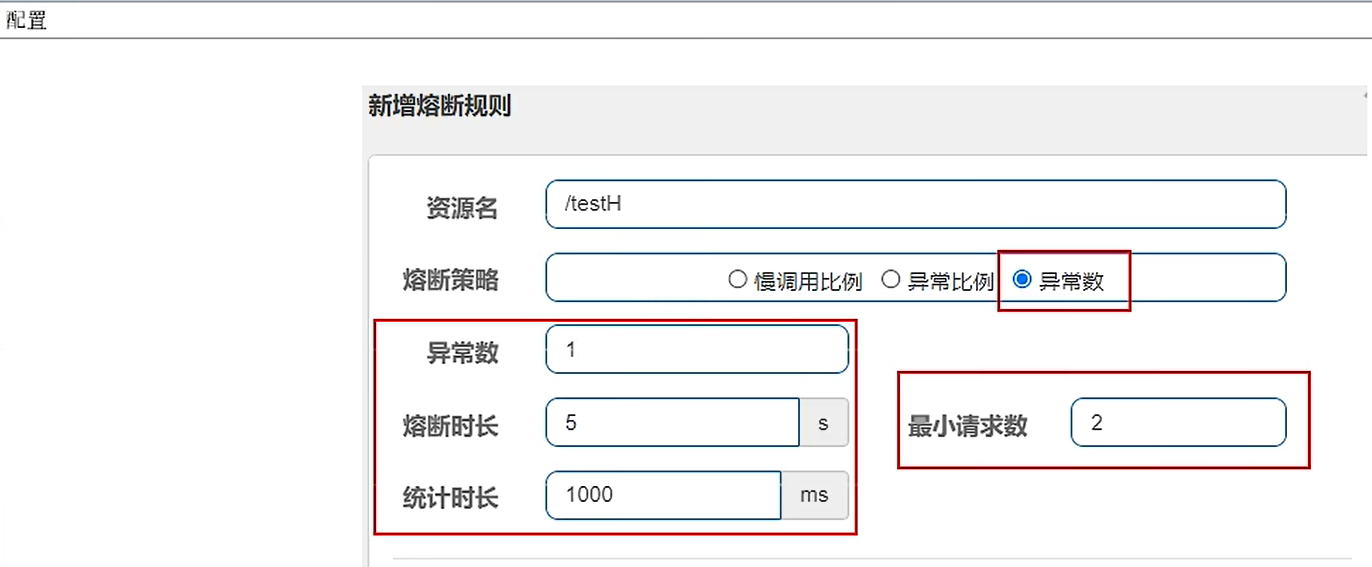 配置
新增熔断规则
资源名 /testH
熔断策略 慢调用比例 异常比例 异常数
异常数 1
熔断时长 5 s 最小请求数 2
统计时长 1000 ms